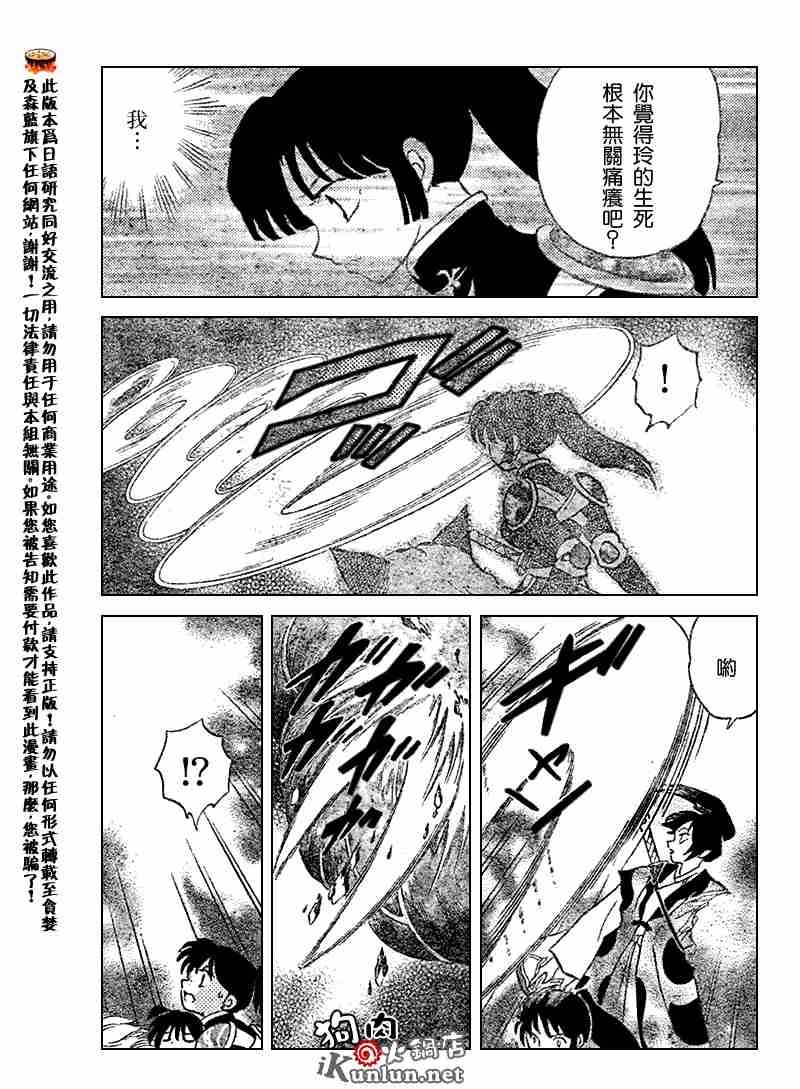 你覺得玲的生死
根本無關痛癢吧？
我…
！
ゴ
喲
ギャン
ガガガガ
！？
此版本爲日語研究同好交流之用，請勿用于任何商業用途。如您喜歡此作品，請支持正版！請勿以任何形式轉載至貪婪
及森藍旗下任何網站，謝謝！一切法律責任與本組無關。如果您被告知需要付款才能看到此漫畫，那麼，您被騙了！
狗肉
火鍋店
iKunlun.net